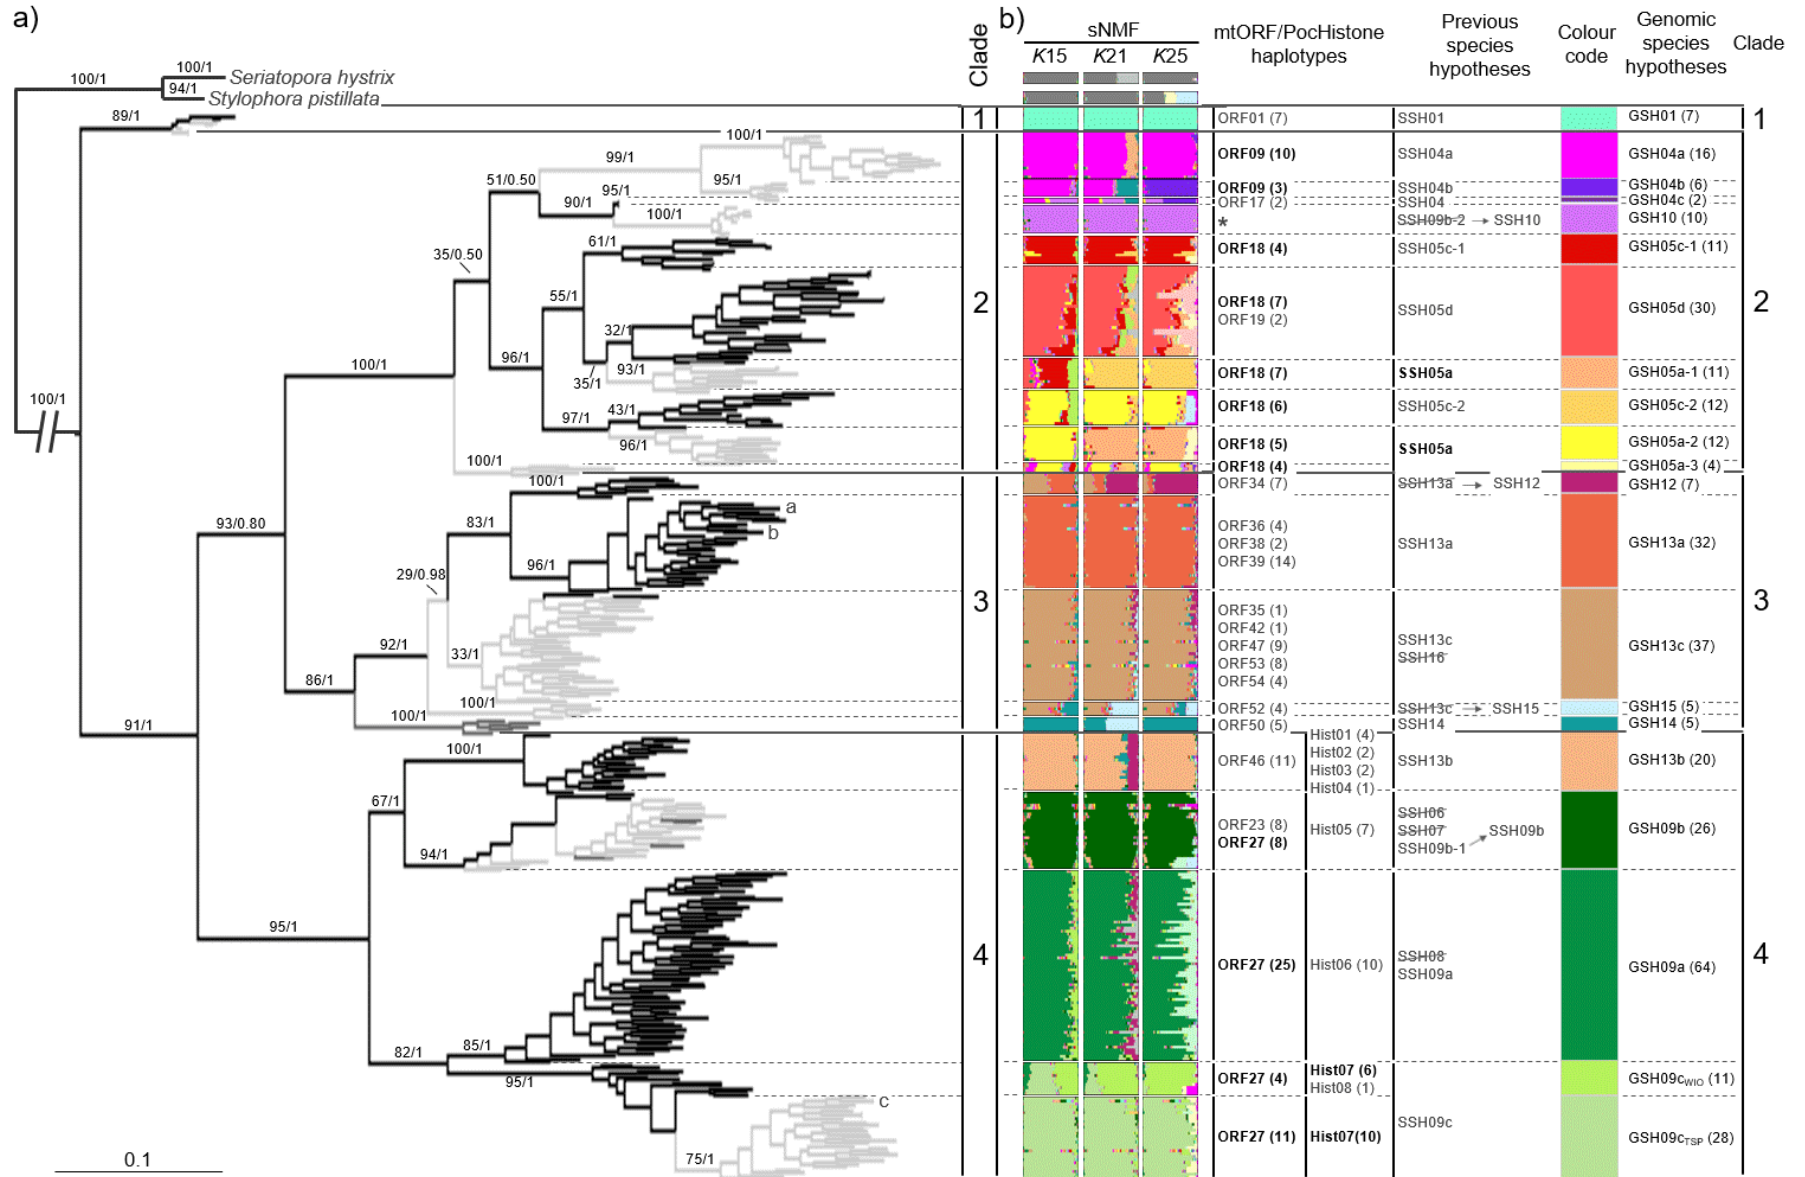 a)
100/1
100/1
Seriatopora hystrix
94/1
Stylophora pistillata
89/1
100/1
99/1
95/1
51/0.50
95/1
90/1
100/1
61/1
35/0.50
55/1
32/1
96/1
93/1
35/1
100/1
43/1
97/1
96/1
100/1
100/1
100/1
a
83/1
b
93/0.80
96/1
29/0.98
92/1
33/1
86/1
100/1
100/1
91/1
100/1
67/1
94/1
95/1
85/1
82/1
95/1
c
75/1
0.1
Clade
1
2
3
4
b)
sNMF
K15 K21 K25
mtORF/PocHistone
haplotypes
Previous
species
hypotheses
Colour
code
Genomic
species
hypotheses
Clade
ORF01 (7) SSH01 GSH01 (7) 1
ORF09 (10) SSH04a GSH04a (16)
ORF09 (3) SSH04b GSH04b (6)
ORF17 (2) SSH04 GSH04c (2)
* SSH09b-2 → SSH10 GSH10 (10)
ORF18 (4) SSH05c-1 GSH05c-1 (11)
ORF18 (7)
ORF19 (2) SSH05d GSH05d (30) 2
ORF18 (7) SSH05a GSH05a-1 (11)
ORF18 (6) SSH05c-2 GSH05c-2 (12)
ORF18 (5) SSH05a GSH05a-2 (12)
ORF18 (4) GSH05a-3 (4)
ORF34 (7) SSH13a → SSH12 GSH12 (7)
ORF36 (4)
ORF38 (2) SSH13a GSH13a (32)
ORF39 (14)
ORF35 (1)
ORF42 (1)
ORF47 (9) SSH13c GSH13c (37) 3
ORF53 (8) SSH16
ORF54 (4)
ORF52 (4) SSH13c → SSH15 GSH15 (5)
ORF50 (5) SSH14 GSH14 (5)
Hist01 (4)
Hist02 (2)
ORF46 (11) SSH13b GSH13b (20)
Hist03 (2)
Hist04 (1)
SSH06
ORF23 (8) Hist05 (7) SSH07 SSH09b GSH09b (26)
ORF27 (8) SSH09b-1
SSH08
ORF27 (25) Hist06 (10) GSH09a (64) 4
SSH09a
Hist07 (6)
ORF27 (4) GSH09cWIO (11)
Hist08 (1)
SSH09c
ORF27 (11) Hist07(10) GSH09cTSP (28)